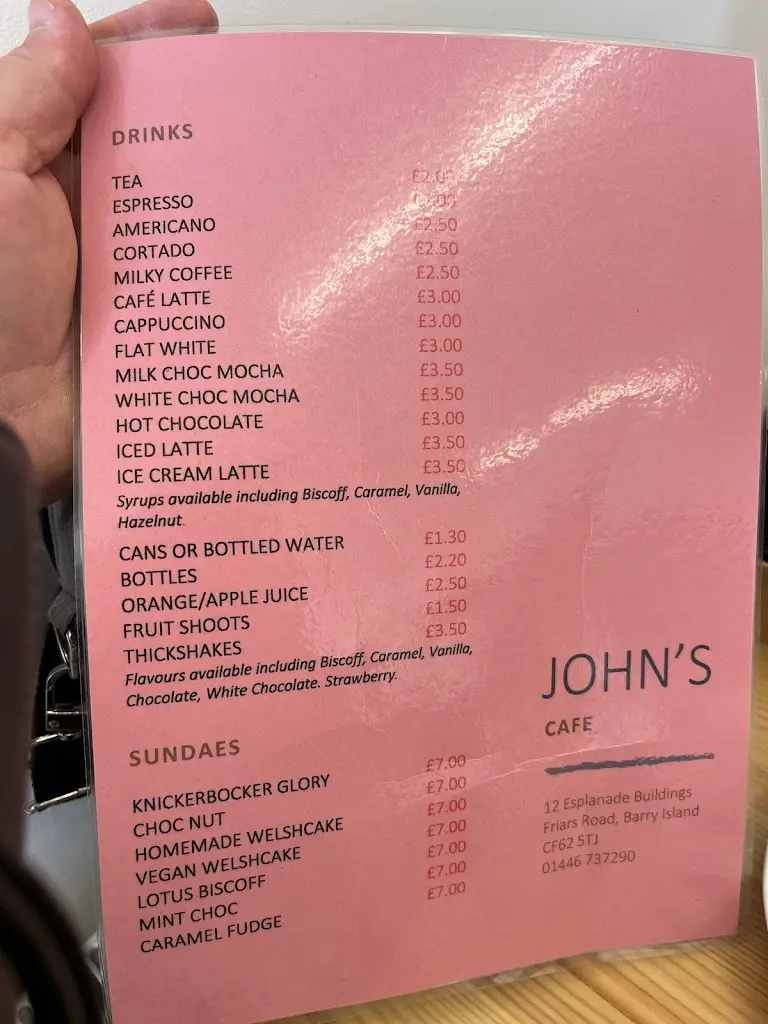 DRINKS
TEA £2.00
ESPRESSO
AMERICANO £2.50
CORTADO £2.50
MILKY COFFEE £2.50
CAFÉ LATTE £3.00
CAPPUCCINO £3.00
FLAT WHITE £3.00
MILK CHOC MOCHA £3.50
WHITE CHOC MOCHA £3.50
HOT CHOCOLATE £3.00
ICED LATTE £3.50
ICE CREAM LATTE £3.50
Syrups available including Biscoff, Caramel, Vanilla,
Hazelnut.
CANS OR BOTTLED WATER £1.30
BOTTLES £2.20
ORANGE/APPLE JUICE £2.50
FRUIT SHOOTS £1.50
THICKSHAKES £3.50
Flavours available including Biscoff, Caramel, Vanilla,
Chocolate, White Chocolate. Strawberry.
SUNDAES
KNICKERBOCKER GLORY £7.00
CHOC NUT £7.00
HOMEMADE WELSHCAKE £7.00
VEGAN WELSHCAKE £7.00
LOTUS BISCOFF £7.00
MINT CHOC £7.00
CARAMEL FUDGE £7.00
JOHN'S
CAFE
12 Esplanade Buildings
Friars Road, Barry Island
CF62 5TJ
01446 737290